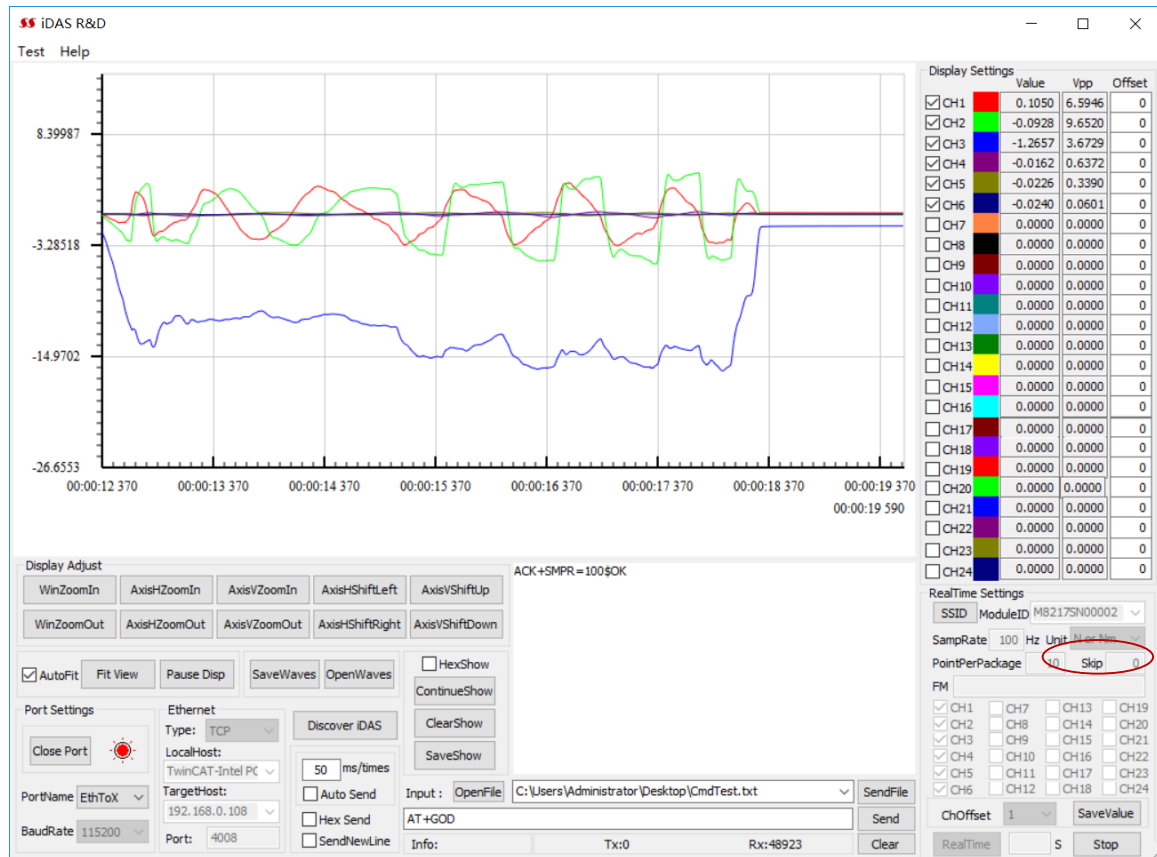 iDAS R&D
Test Help
8.39987
-3.28518
-14.9702
-26.6553
00:00:12 370 00:00:13 370 00:00:14 370 00:00:15 370 00:00:16 370 00:00:17 370 00:00:18 370 00:00:19 370
00:00:19 590
Display Settings
Value Vpp Offset
CH1 0.1050 6.5946 0
CH2 -0.0928 9.6520 0
CH3 -1.2657 3.6729 0
CH4 -0.0162 0.6372 0
CH5 -0.0226 0.3390 0
CH6 -0.0240 0.0601 0
CH7 0.0000 0.0000 0
CH8 0.0000 0.0000 0
CH9 0.0000 0.0000 0
CH10 0.0000 0.0000 0
CH11 0.0000 0.0000 0
CH12 0.0000 0.0000 0
CH13 0.0000 0.0000 0
CH14 0.0000 0.0000 0
CH15 0.0000 0.0000 0
CH16 0.0000 0.0000 0
CH17 0.0000 0.0000 0
CH18 0.0000 0.0000 0
CH19 0.0000 0.0000 0
CH20 0.0000 0.0000 0
CH21 0.0000 0.0000 0
CH22 0.0000 0.0000 0
CH23 0.0000 0.0000 0
CH24 0.0000 0.0000 0
Display Adjust
WinZoomIn AxisHZoomIn AxisVZoomIn AxisHShiftLeft AxisVShiftUp
WinZoomOut AxisHZoomOut AxisVZoomOut AxisHShiftRight AxisVShiftDown
AutoFit Fit View Pause Disp SaveWaves OpenWaves
HexShow
ContinueShow
ClearShow
SaveShow
ACK+SMPR=100$OK
Port Settings
Close Port
PortName EthToX
BaudRate 115200
Ethernet
Type: TCP
LocalHost:
TwinCAT-Intel PC
TargetHost:
192.168.0.108
Port: 4008
Discover iDAS
50 ms/times
Auto Send
Hex Send
SendNewLine
Input : OpenFile C:\Users\Administrator\Desktop\CmdTest.txt SendFile
AT+GOD Send
Info: Tx:0 Rx:48923 Clear
RealTime Settings
SSID ModuleID M8217SN00002
SampRate 100 Hz Unit N or Nm
PointPerPackage 10 Skip 0
FM
CH1 CH7 CH13 CH19
CH2 CH8 CH14 CH20
CH3 CH9 CH15 CH21
CH4 CH10 CH16 CH22
CH5 CH11 CH17 CH23
CH6 CH12 CH18 CH24
ChOffset 1 SaveValue
RealTime S Stop